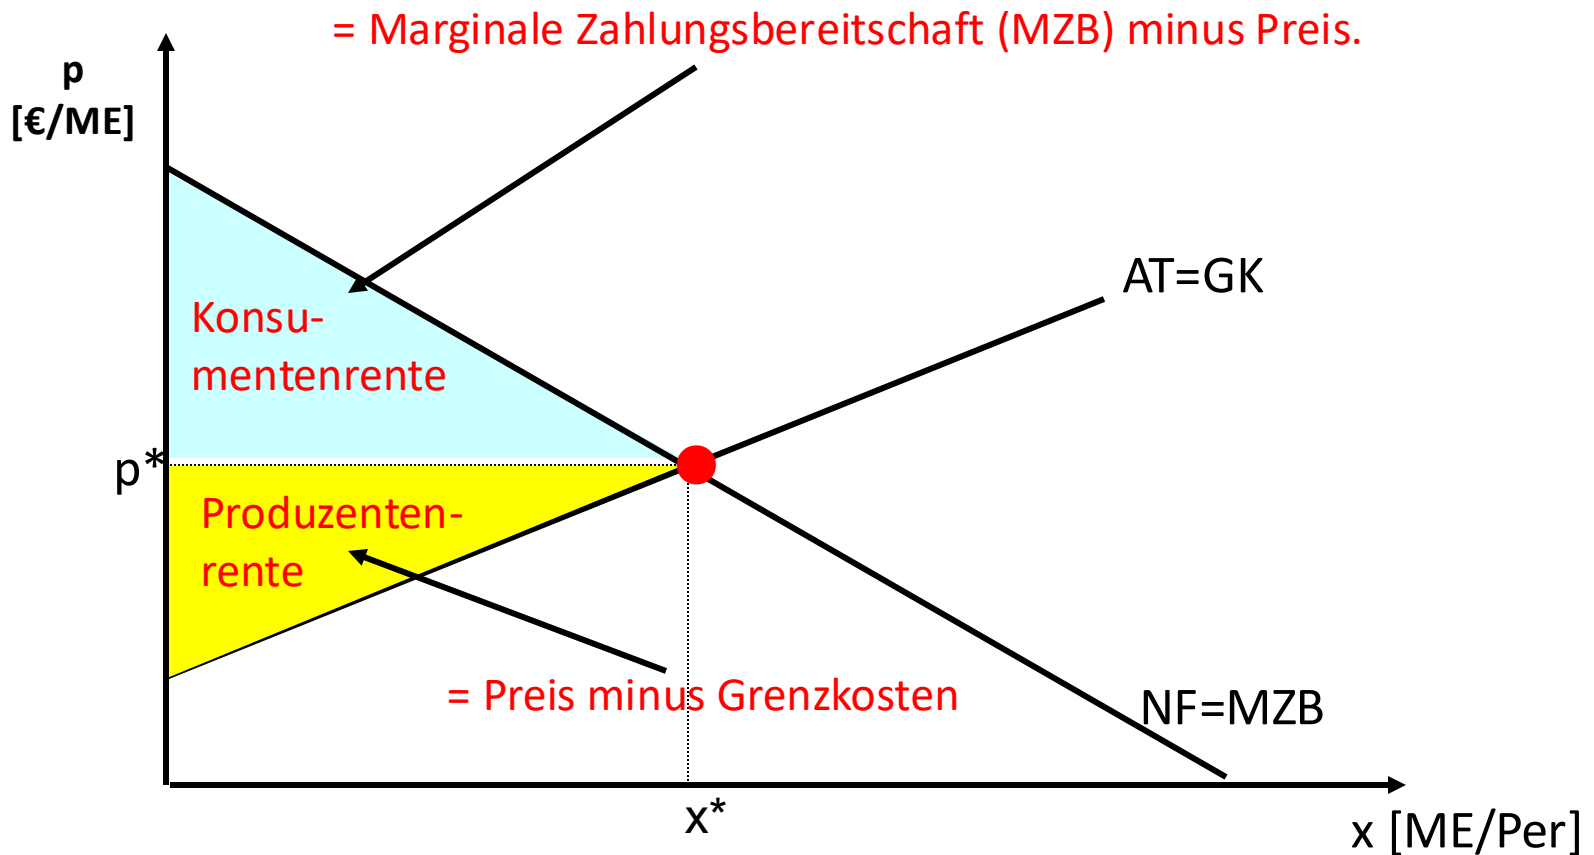 = Marginale Zahlungsbereitschaft (MZB) minus Preis.
p
[€/ME]
AT=GK
Konsu-
mentenrente
p*
Produzenten-
rente
= Preis minus Grenzkosten
NF=MZB
x*
x [ME/Per]